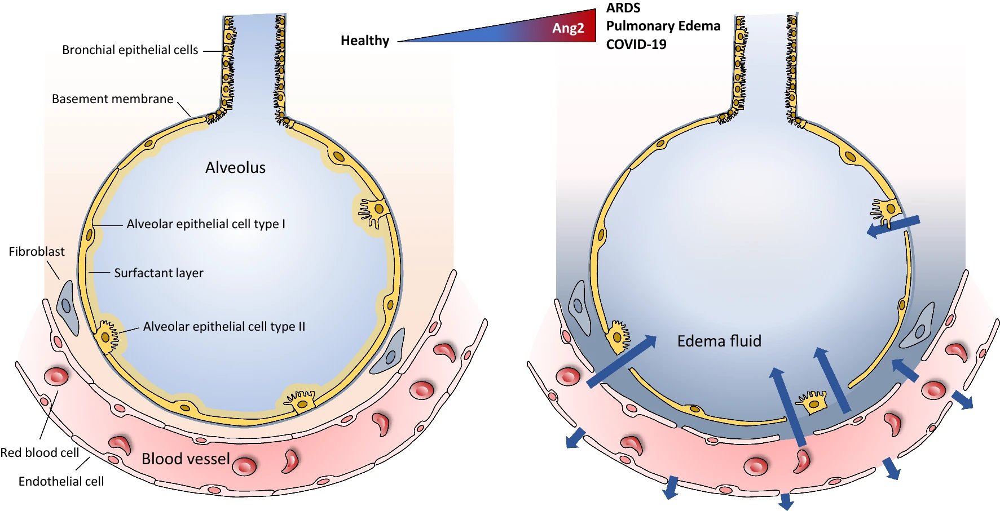 ARDS
Healthy
Ang2
Pulmonary Edema
COVID-19
Bronchial epithelial cells
Basement membrane
Alveolus
Alveolar epithelial cell type I
Fibroblast
Surfactant layer
Alveolar epithelial cell type II
Edema fluid
Red blood cell
Blood vessel
Endothelial cell